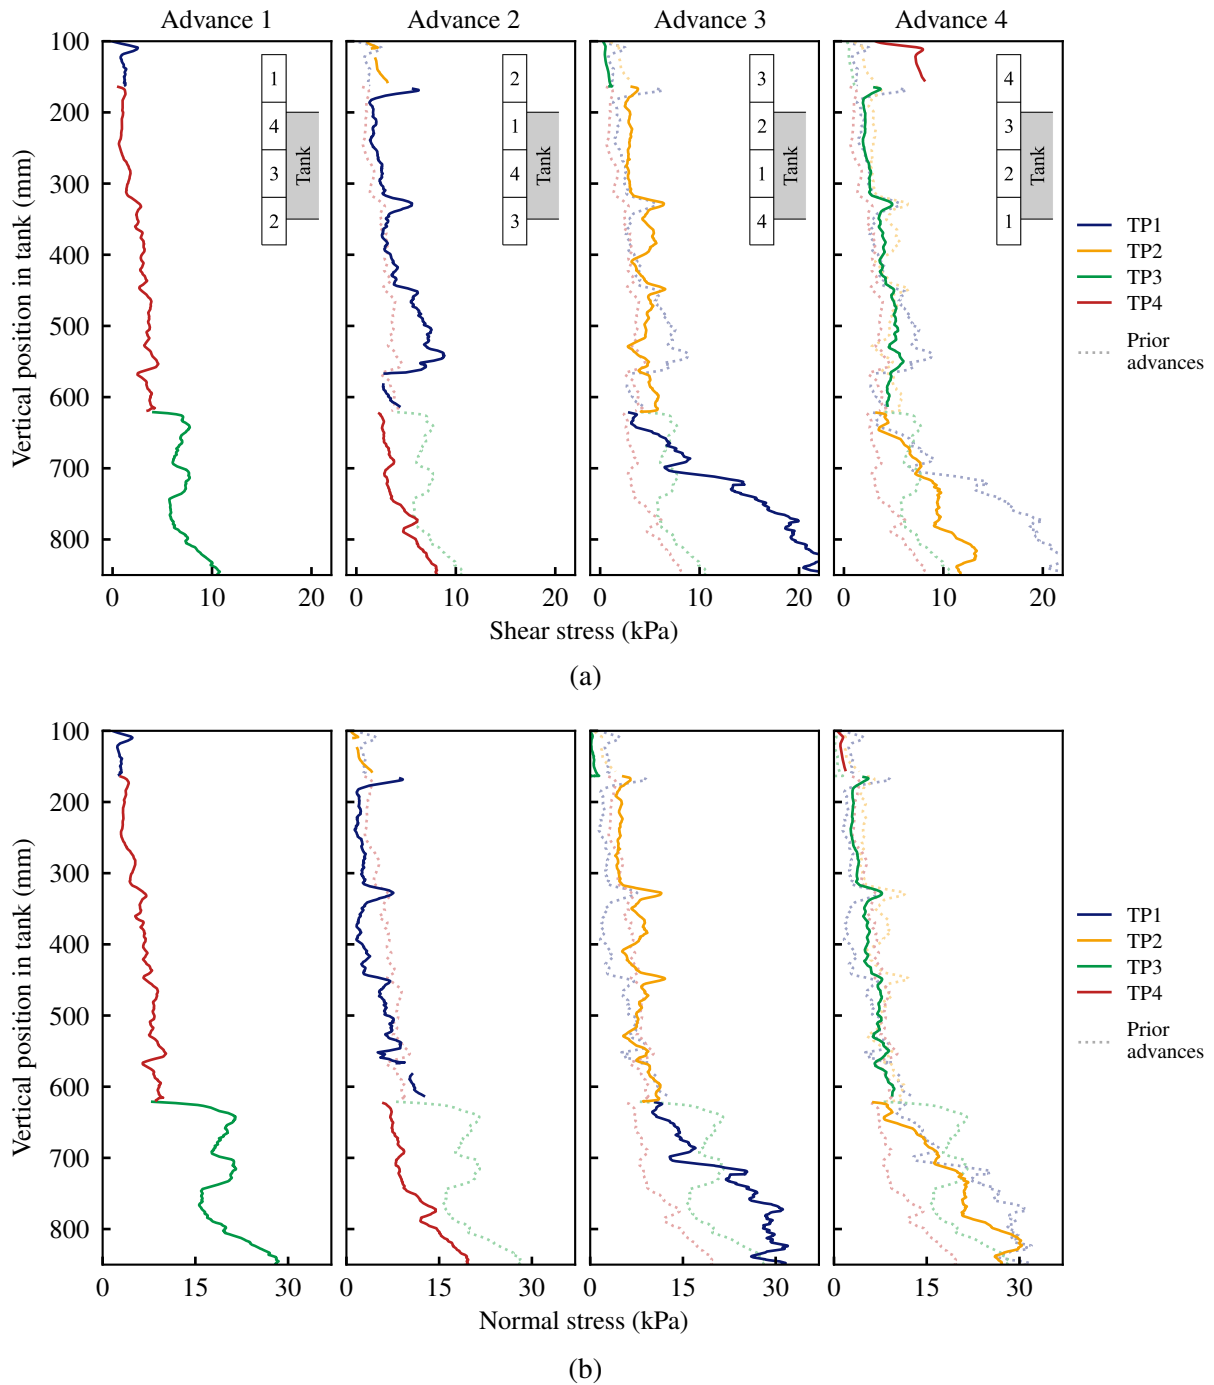 Advance 1 Advance 2 Advance 3 Advance 4
100
200
300
400
500
600
700
800
Vertical position in tank (mm)
1
4
3
2
Tank
2
1
4
3
Tank
3
2
1
4
Tank
4
3
2
1
Tank
TP1
TP2
TP3
TP4
Prior
advances
0 10 20 0 10 0 10 20 0 10 20
Shear stress (kPa)
(a)
100
200
300
400
500
600
700
800
Vertical position in tank (mm)
TP1
TP2
TP3
TP4
Prior
advances
0 15 30 0 15 30 0 15 30 0 15 30
Normal stress (kPa)
(b)